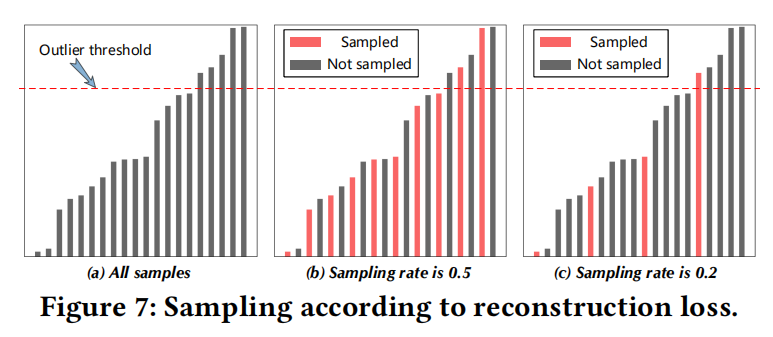 Outlier threshold
Sampled
Not sampled
Sampled
Not sampled
(a) All samples
(b) Sampling rate is 0.5
(c) Sampling rate is 0.2
Figure 7: Sampling according to reconstruction loss.